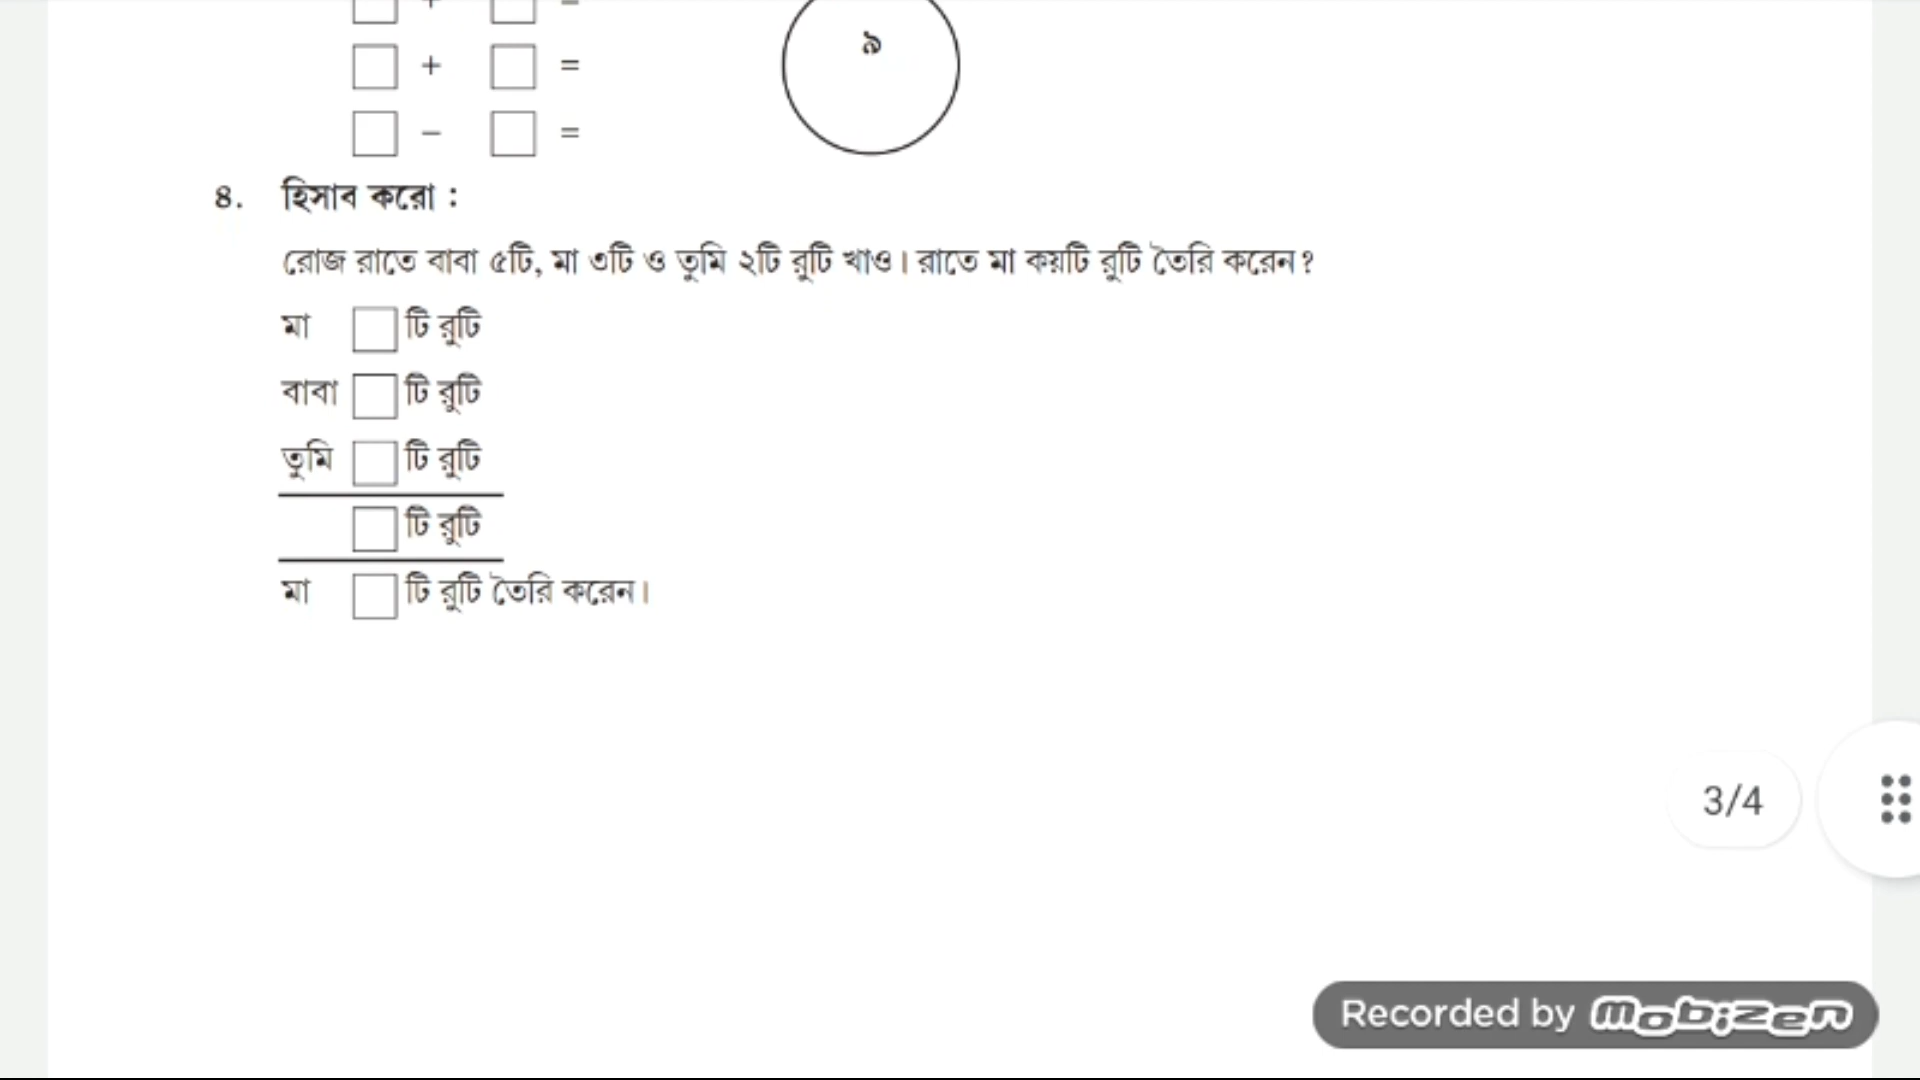 + =
+ =
৯
− =
৪. হিসাব করো :
রোজ রাতে বাবা ৫টি, মা ৩টি ও তুমি ২টি রুটি খাও। রাতে মা কয়টি রুটি তৈরি করেন?
মা টি রুটি
বাবা টি রুটি
তুমি টি রুটি
টি রুটি
মা টি রুটি তৈরি করেন।
3/4
Recorded by Mobizen